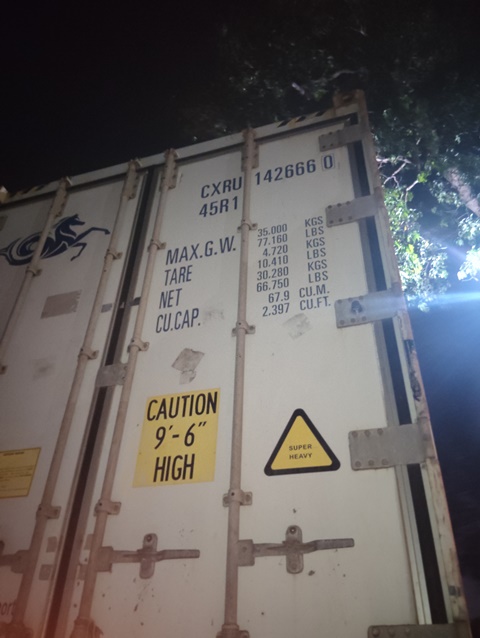 CXRU 142666 0
45R1
MAX.G.W. 35.000 KGS
77.160 LBS
TARE 4.720 KGS
10.410 LBS
NET 30.280 KGS
66.750 LBS
CU.CAP. 67.9 CU.M.
2.397 CU.FT.
CAUTION
9'-6"
HIGH
SUPER
HEAVY